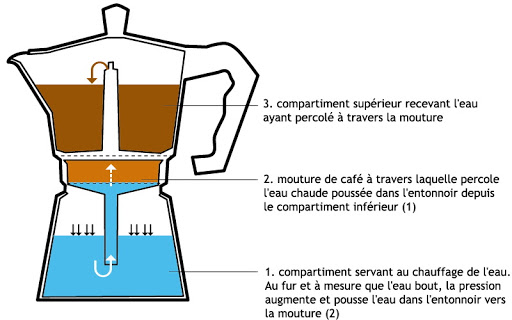 3. compartiment supérieur recevant l'eau
ayant percolé à travers la mouture
2. mouture de café à travers laquelle percole
l'eau chaude poussée dans l'entonnoir depuis
le compartiment inférieur (1)
1. compartiment servant au chauffage de l'eau.
Au fur et à mesure que l'eau bout, la pression
augmente et pousse l'eau dans l'entonnoir vers
la mouture (2)